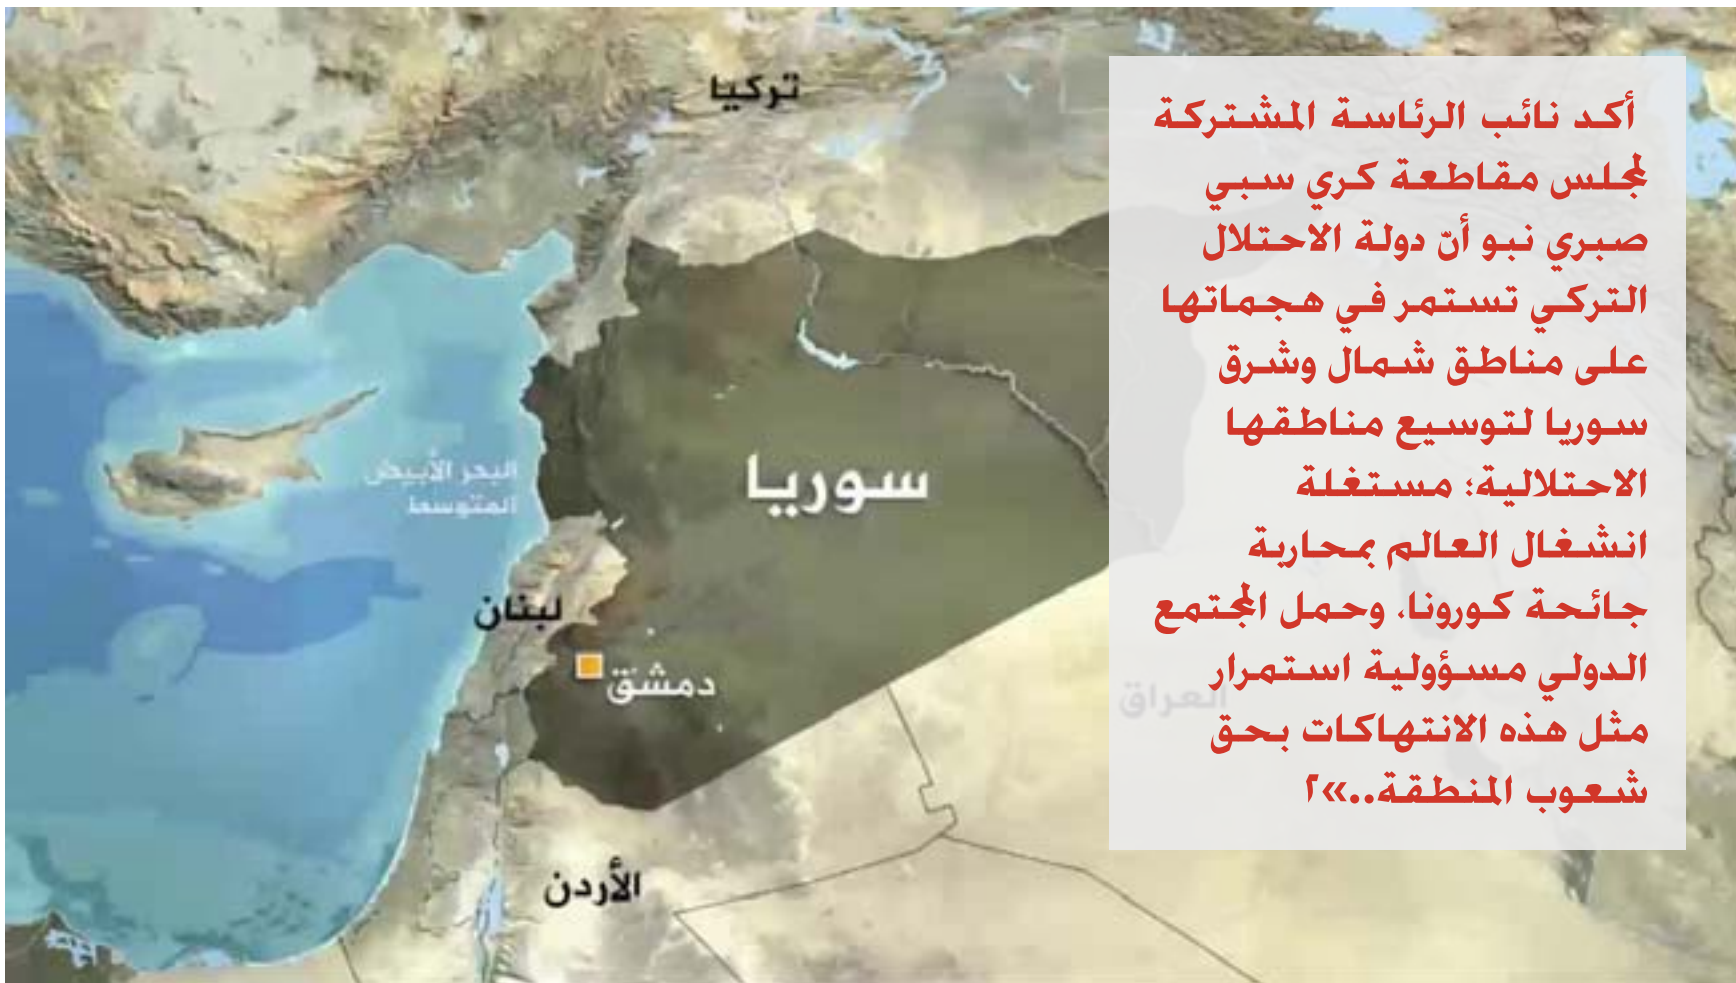 تركيا
أكد نائب الرئاسة المشتركة
لمجلس مقاطعة كري سبي
صبري نبو أنّ دولة الاحتلال
التركي تستمر في هجماتها
على مناطق شمال وشرق
سوريا لتوسيع مناطقها
الاحتلالية؛ مستغلة
انشغال العالم بمحاربة
جائحة كورونا، وحمل المجتمع
الدولي مسؤولية استمرار
مثل هذه الانتهاكات بحق
شعوب المنطقة..»٢
سوريا
البحر الأبيض
المتوسط
لبنان
دمشق
العراق
الأردن